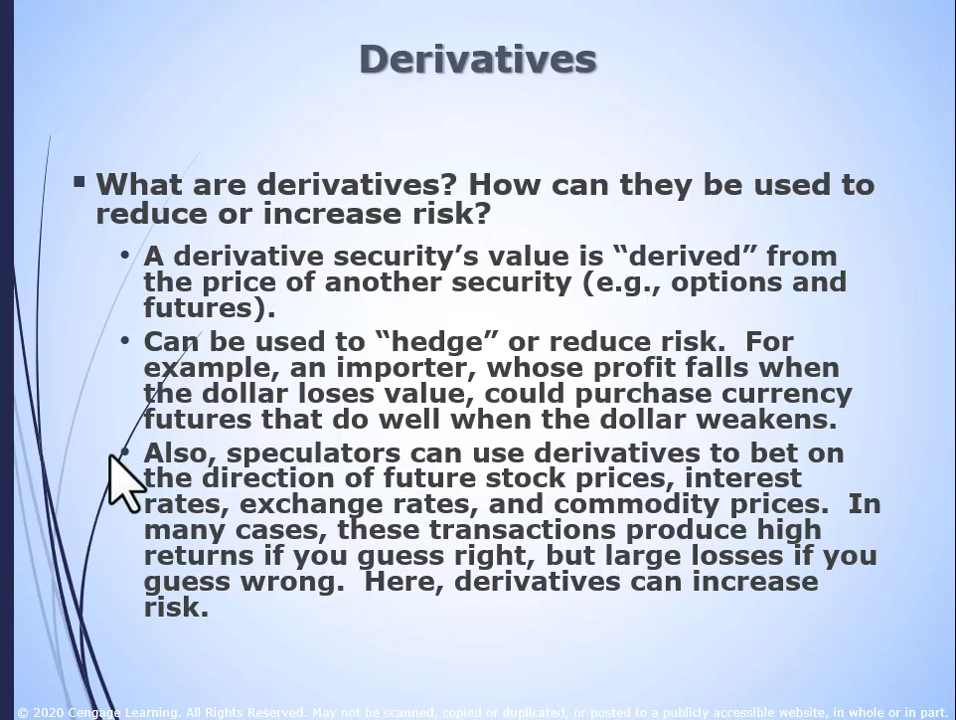 Derivatives
▪ What are derivatives? How can they be used to
reduce or increase risk?
• A derivative security’s value is “derived” from
the price of another security (e.g., options and
futures).
• Can be used to “hedge” or reduce risk.  For
example, an importer, whose profit falls when
the dollar loses value, could purchase currency
futures that do well when the dollar weakens.
• Also, speculators can use derivatives to bet on
the direction of future stock prices, interest
rates, exchange rates, and commodity prices.  In
many cases, these transactions produce high
returns if you guess right, but large losses if you
guess wrong.  Here, derivatives can increase
risk.
© 2020 Cengage Learning. All Rights Reserved. May not be scanned, copied or duplicated, or posted to a publicly accessible website, in whole or in part.